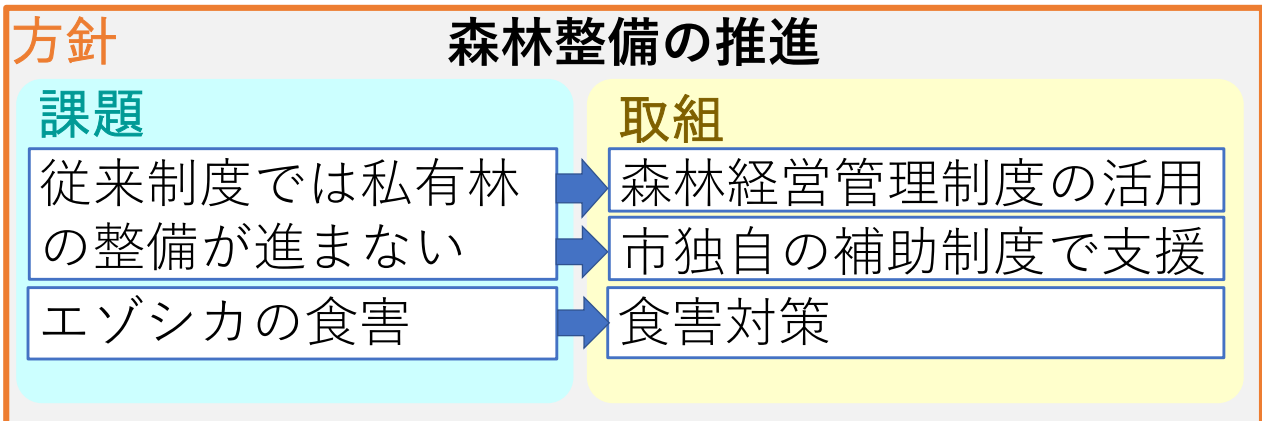 方針
森林整備の推進
課題
従来制度では私有林
の整備が進まない
エゾシカの食害
取組
森林経営管理制度の活用
市独自の補助制度で支援
食害対策